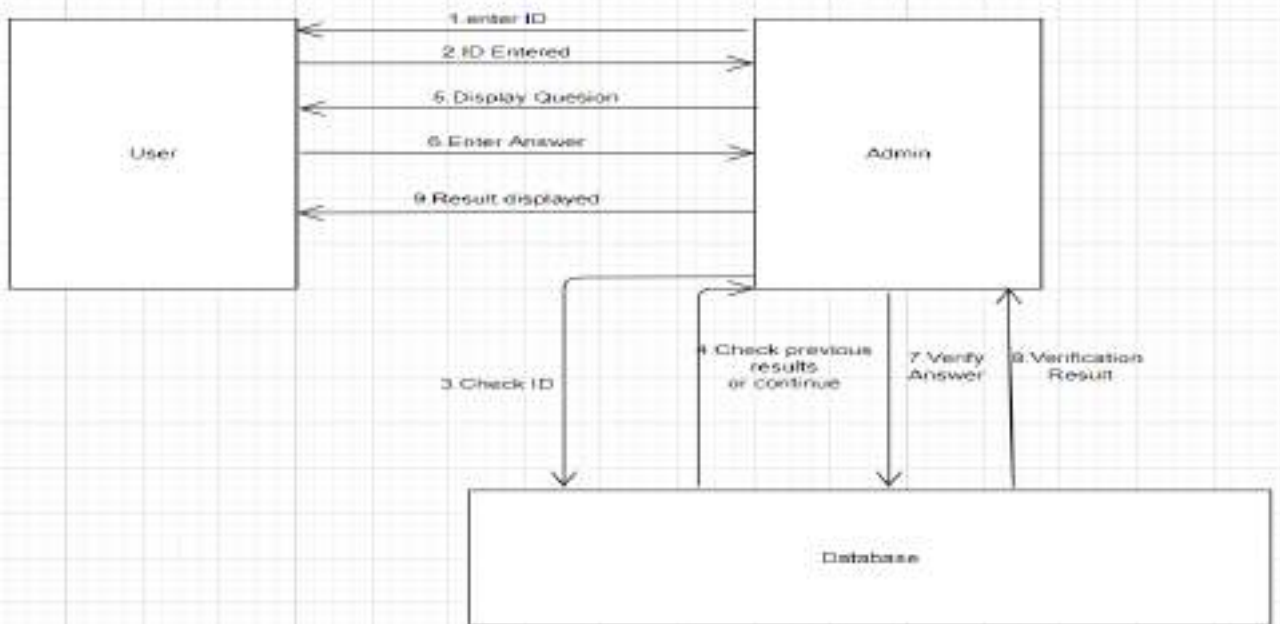 1.enter ID
2.ID Entered
5.Display Quesion
6.Enter Answer
9.Result displayed
User
Admin
3.Check ID
4.Check previous
results
or continue
7.Verify
Answer
8.Verification
Result
Database